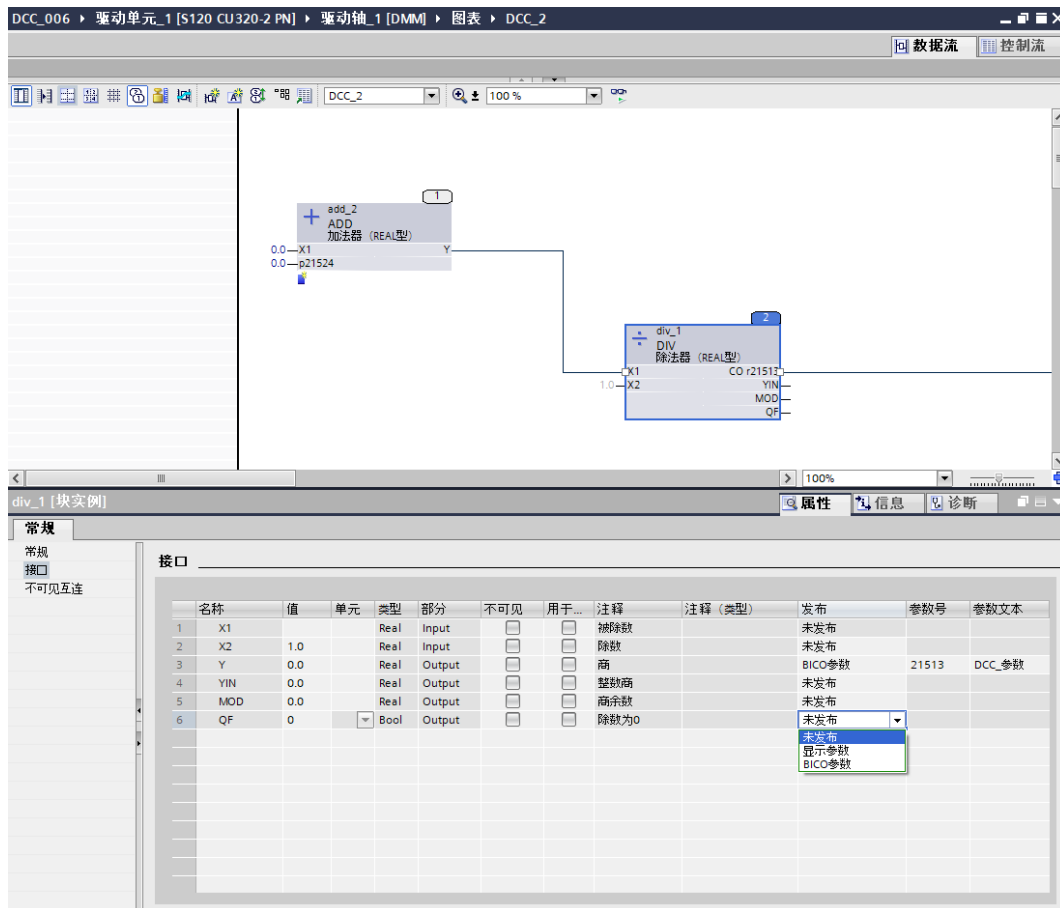 DCC_006 ▸ 驱动单元_1 [S120 CU320-2 PN] ▸ 驱动轴_1 [DMM] ▸ 图表 ▸ DCC_2
数据流 控制流
DCC_2 100 %
1
add_2
ADD
加法器（REAL型）
0.0 X1 Y
0.0 p21524
2
div_1
DIV
除法器（REAL型）
X1 CO r21513
1.0 X2 YIN
MOD
QF
100%
div_1 [块实例] 属性 信息 诊断
常规
常规
接口
不可见互连
接口
名称 值 单元 类型 部分 不可见 用于... 注释 注释（类型） 发布 参数号 参数文本
1 X1 Real Input 被除数 未发布
2 X2 1.0 Real Input 除数 未发布
3 Y 0.0 Real Output 商 BICO参数 21513 DCC_参数
4 YIN 0.0 Real Output 整数商 未发布
5 MOD 0.0 Real Output 商余数 未发布
6 QF 0 Bool Output 除数为0 未发布
未发布
显示参数
BICO参数